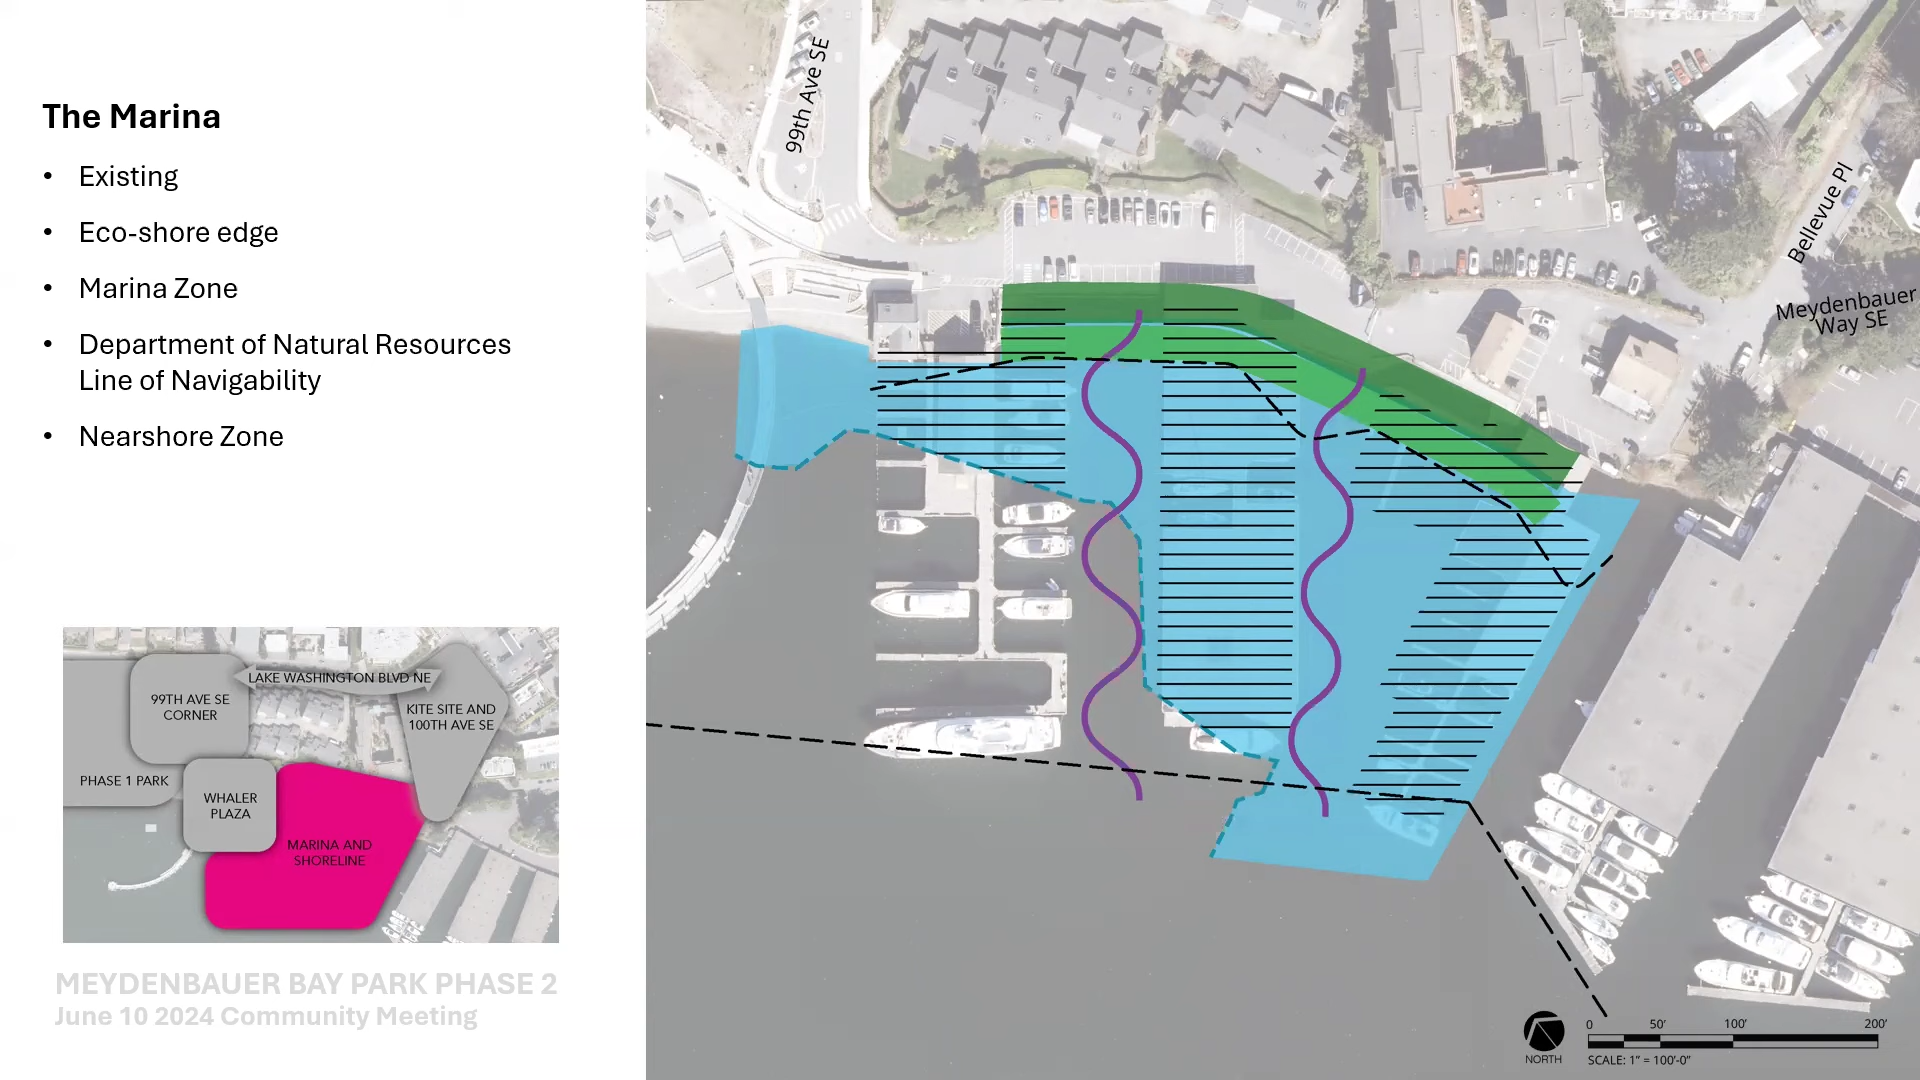 The Marina
• Existing
• Eco-shore edge
• Marina Zone
• Department of Natural Resources
Line of Navigability
• Nearshore Zone
LAKE WASHINGTON BLVD NE
99TH AVE SE
CORNER
KITE SITE AND
100TH AVE SE
PHASE 1 PARK
WHALER
PLAZA
MARINA AND
SHORELINE
MEYDENBAUER BAY PARK PHASE 2
June 10 2024 Community Meeting
99th Ave SE
Bellevue Pl
Meydenbauer
Way SE
NORTH
0 50' 100' 200'
SCALE: 1" = 100'-0"